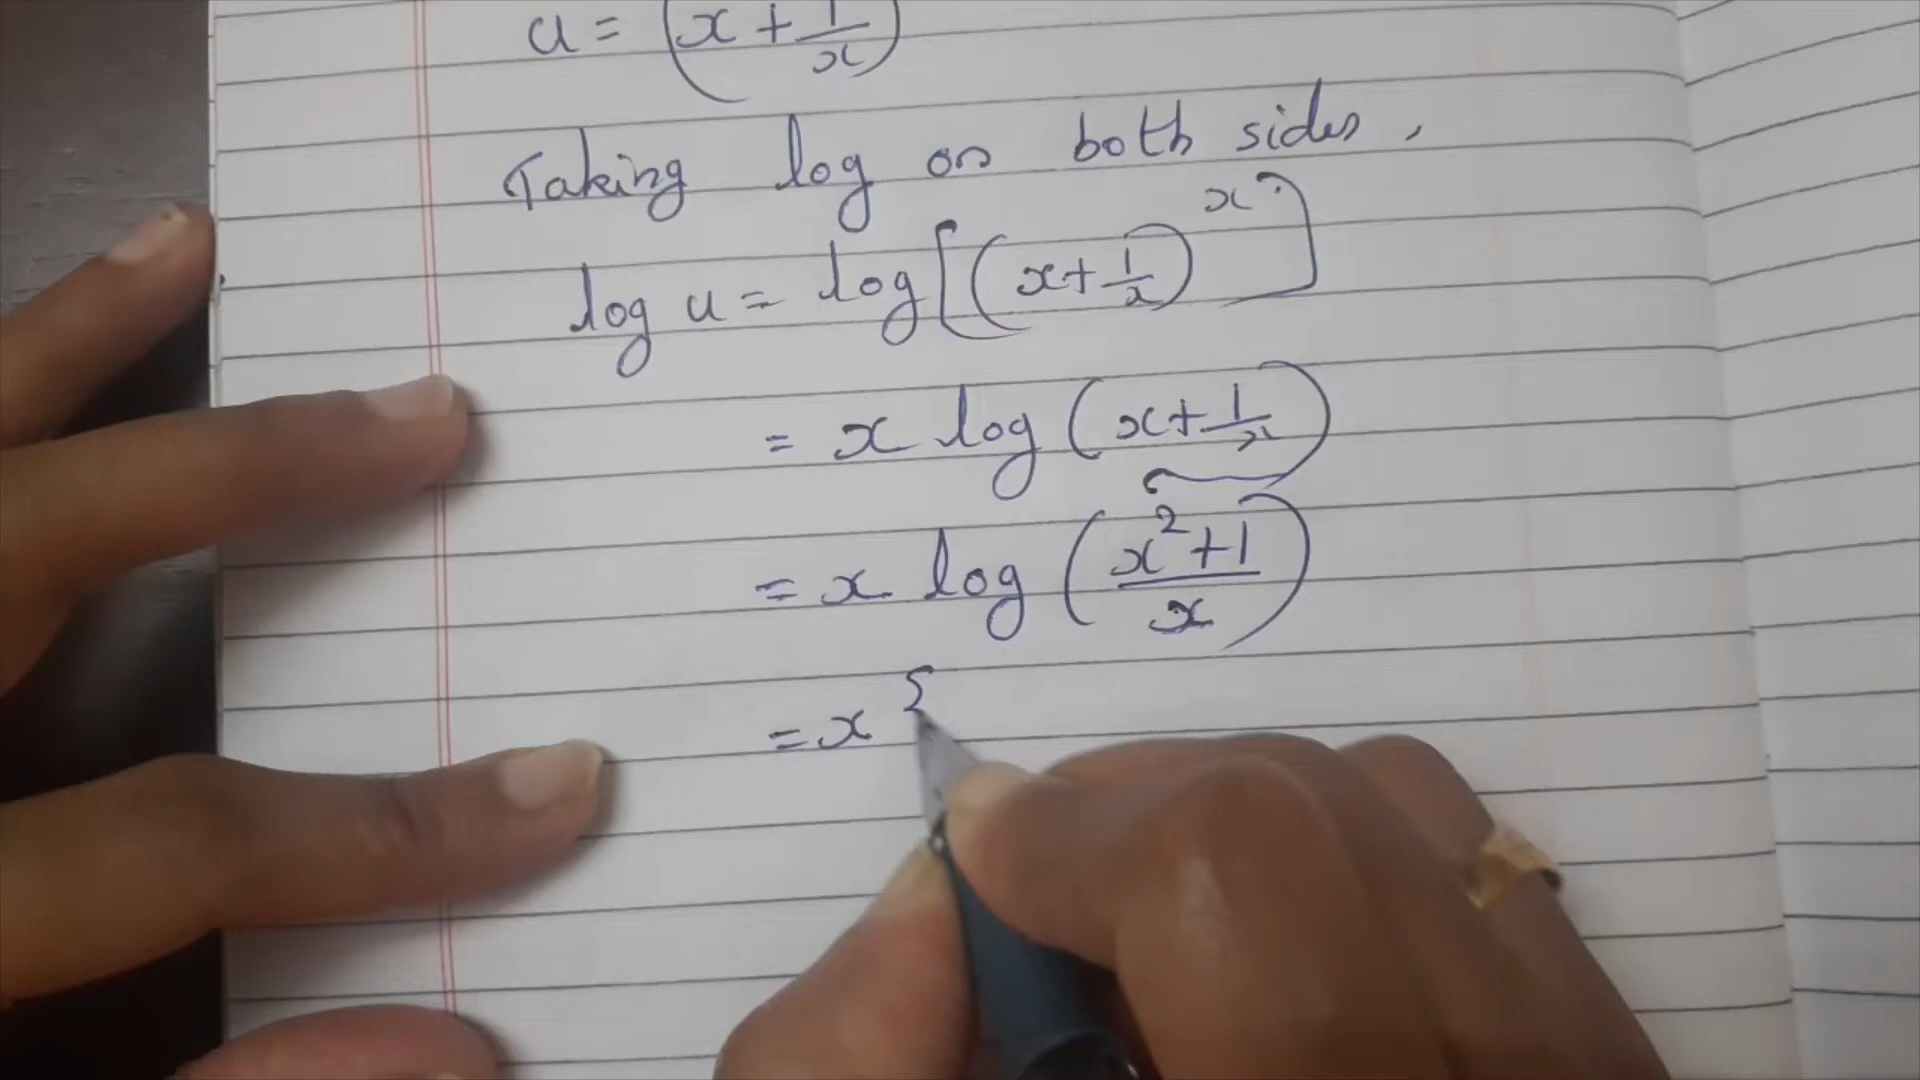 u = (x + 1/x)
Taking log on both sides,
log u = log [(x + 1/x)^x]
= x log (x + 1/x)
= x log ((x^2 + 1)/x)
= x {